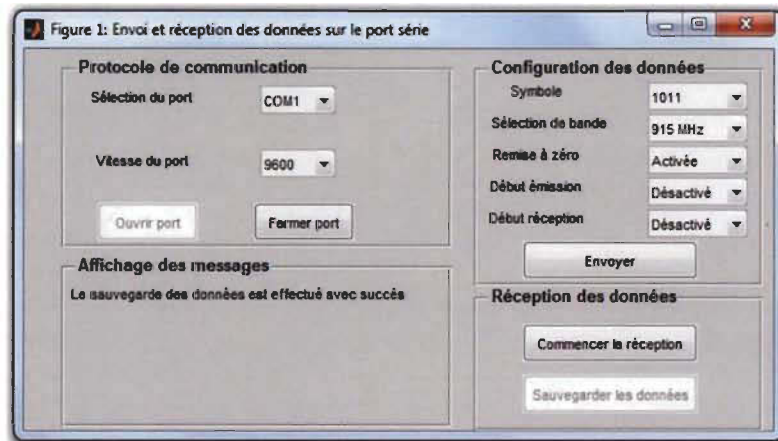 Figure 1: Envoi et réception des données sur le port série
Protocole de communication
Sélection du port
COM1
Vitesse du port
9600
Ouvrir port
Fermer port
Affichage des messages
Le sauvegarde des données est effectué avec succés
Configuration des données
Symbole
1011
Sélection de bande
915 MHz
Remise à zéro
Activée
Début émission
Désactivé
Début réception
Désactivé
Envoyer
Réception des données
Commencer la réception
Sauvegarder les données